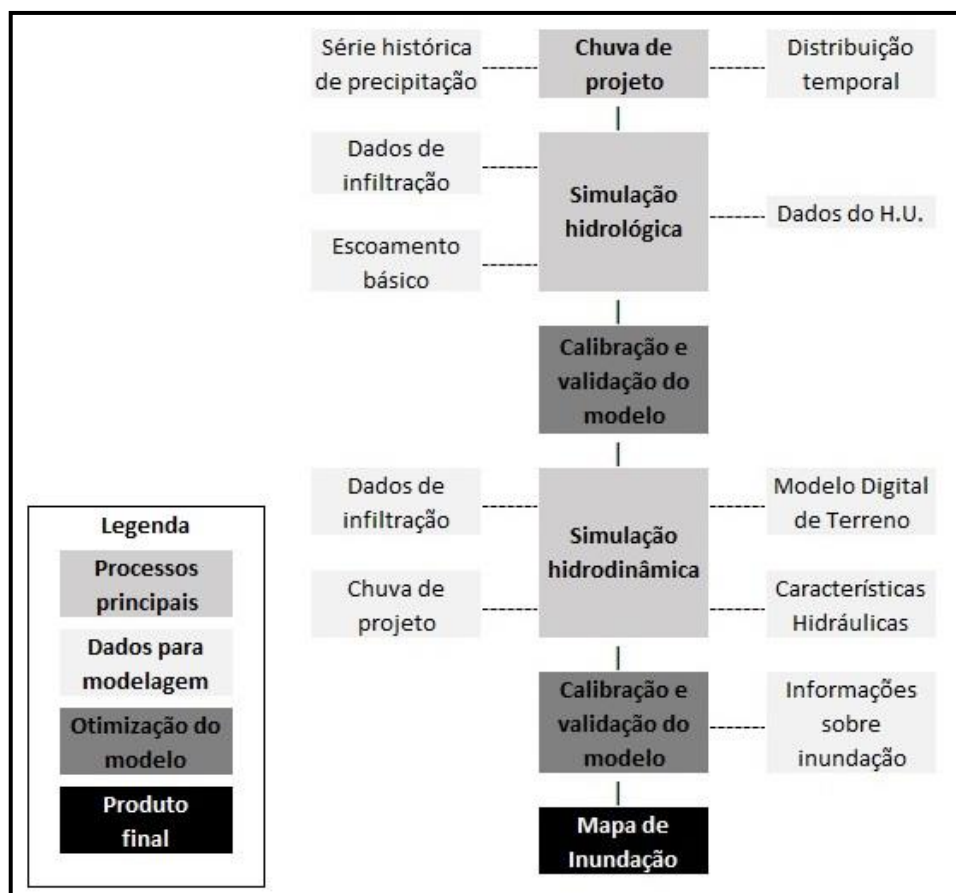 Série histórica
de precipitação
Chuva de
projeto
Distribuição
temporal
Dados de
infiltração
Simulação
hidrológica
Dados do H.U.
Escoamento
básico
Calibração e
validação do
modelo
Dados de
infiltração
Simulação
hidrodinâmica
Modelo Digital
de Terreno
Chuva de
projeto
Características
Hidráulicas
Calibração e
validação do
modelo
Informações
sobre
inundação
Mapa de
Inundação
Legenda
Processos
principais
Dados para
modelagem
Otimização do
modelo
Produto
final